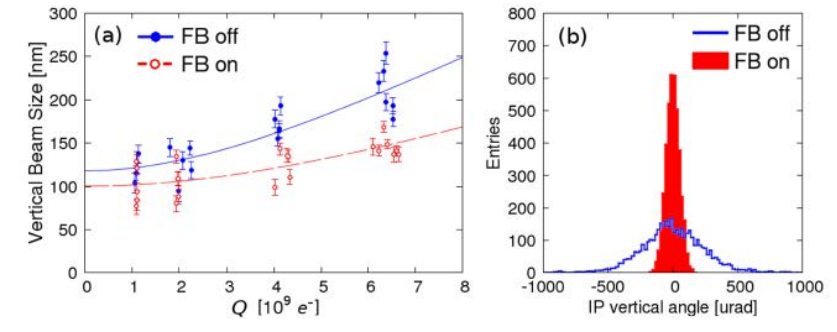 (a)
FB off
FB on
Vertical Beam Size [nm]
300
250
200
150
100
50
0
0 1 2 3 4 5 6 7 8
Q [10⁹ e⁻]
(b)
FB off
FB on
Entries
800
700
600
500
400
300
200
100
0
-1000 -500 0 500 1000
IP vertical angle [urad]